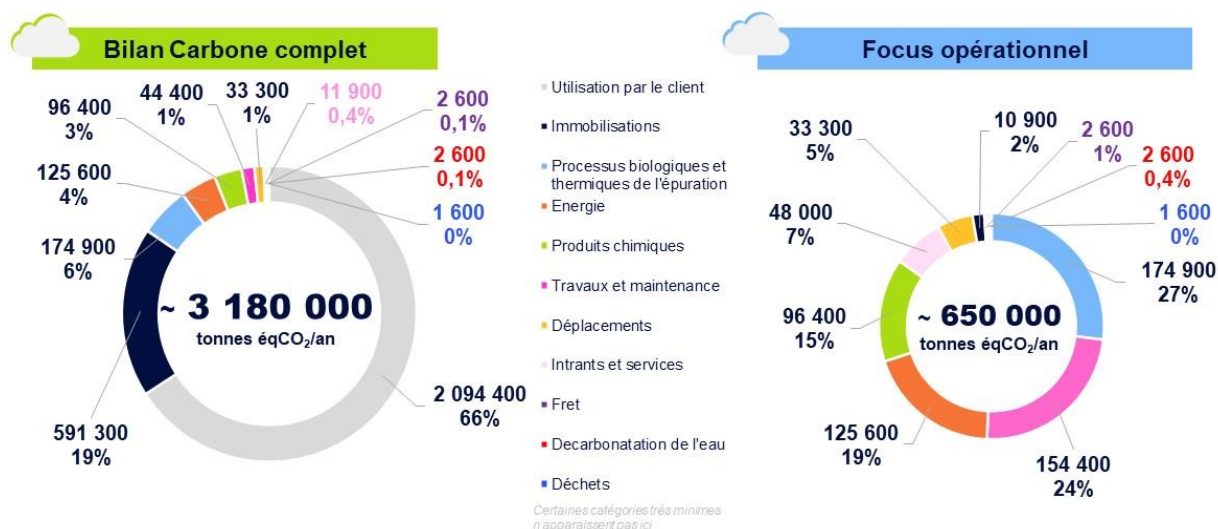 Bilan Carbone complet
44 400
1%
33 300
1%
11 900
0,4%
2 600
0,1%
96 400
3%
2 600
0,1%
125 600
4%
1 600
0%
174 900
6%
~ 3 180 000
tonnes éqCO₂/an
2 094 400
66%
591 300
19%
Utilisation par le client
Immobilisations
Processus biologiques et
thermiques de l'épuration
Energie
Produits chimiques
Travaux et maintenance
Déplacements
Intrants et services
Fret
Decarbonatation de l'eau
Déchets
Certaines catégories très minimes
n'apparaissent pas ici
Focus opérationnel
10 900
2%
2 600
1%
33 300
5%
2 600
0,4%
48 000
7%
1 600
0%
174 900
27%
96 400
15%
~ 650 000
tonnes éqCO₂/an
125 600
19%
154 400
24%